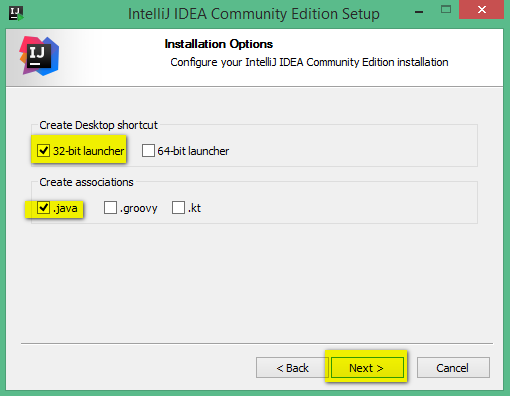 IJ
IntelliJ IDEA Community Edition Setup
IJ
Installation Options
Configure your IntelliJ IDEA Community Edition installation
Create Desktop shortcut
32-bit launcher 64-bit launcher
Create associations
.java .groovy .kt
< Back Next > Cancel